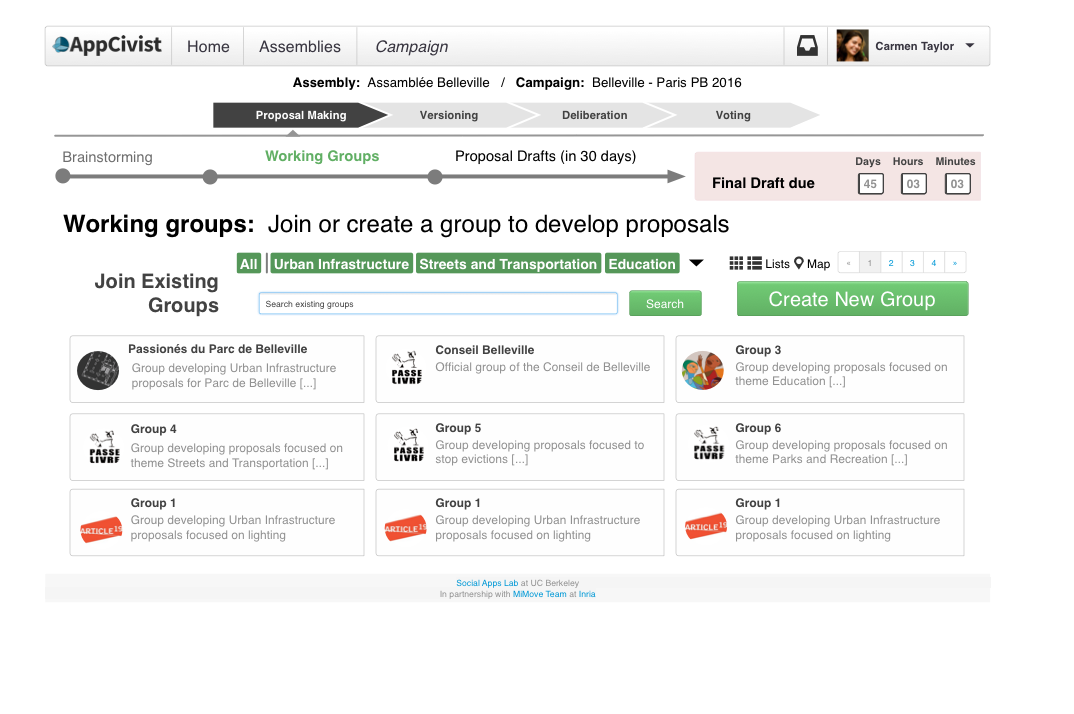 AppCivist Home Assemblies Campaign Carmen Taylor
Assembly: Assamblée Belleville / Campaign: Belleville - Paris PB 2016
Proposal Making Versioning Deliberation Voting
Brainstorming Working Groups Proposal Drafts (in 30 days)
Days Hours Minutes
Final Draft due 45 03 03
Working groups: Join or create a group to develop proposals
All | Urban Infrastructure Streets and Transportation Education Lists Map « 1 2 3 4 »
Join Existing
Groups
Search existing groups Search Create New Group
Passionés du Parc de Belleville
Group developing Urban Infrastructure
proposals for Parc de Belleville [...]
PASSE
LIVRE
Conseil Belleville
Official group of the Conseil de Belleville
Group 3
Group developing proposals focused on
theme Education [...]
PASSE
LIVRE
Group 4
Group developing proposals focused on
theme Streets and Transportation [...]
PASSE
LIVRE
Group 5
Group developing proposals focused to
stop evictions [...]
PASSE
LIVRE
Group 6
Group developing proposals focused on
theme Parks and Recreation [...]
ARTICLE 19
Group 1
Group developing Urban Infrastructure
proposals focused on lighting
ARTICLE 19
Group 1
Group developing Urban Infrastructure
proposals focused on lighting
ARTICLE 19
Group 1
Group developing Urban Infrastructure
proposals focused on lighting
Social Apps Lab at UC Berkeley
In partnership with MiMove Team at Inria